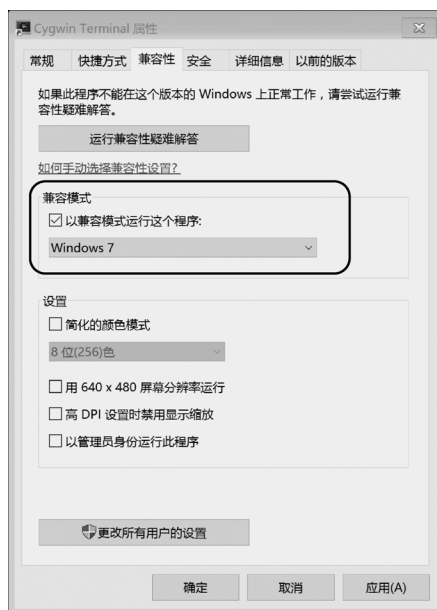 Cygwin Terminal 属性
常规 快捷方式 兼容性 安全 详细信息 以前的版本
如果此程序不能在这个版本的 Windows 上正常工作，请尝试运行兼
容性疑难解答。
运行兼容性疑难解答
如何手动选择兼容性设置?
兼容模式
以兼容模式运行这个程序:
Windows 7
设置
简化的颜色模式
8 位(256)色
用 640 x 480 屏幕分辨率运行
高 DPI 设置时禁用显示缩放
以管理员身份运行此程序
更改所有用户的设置
确定 取消 应用(A)